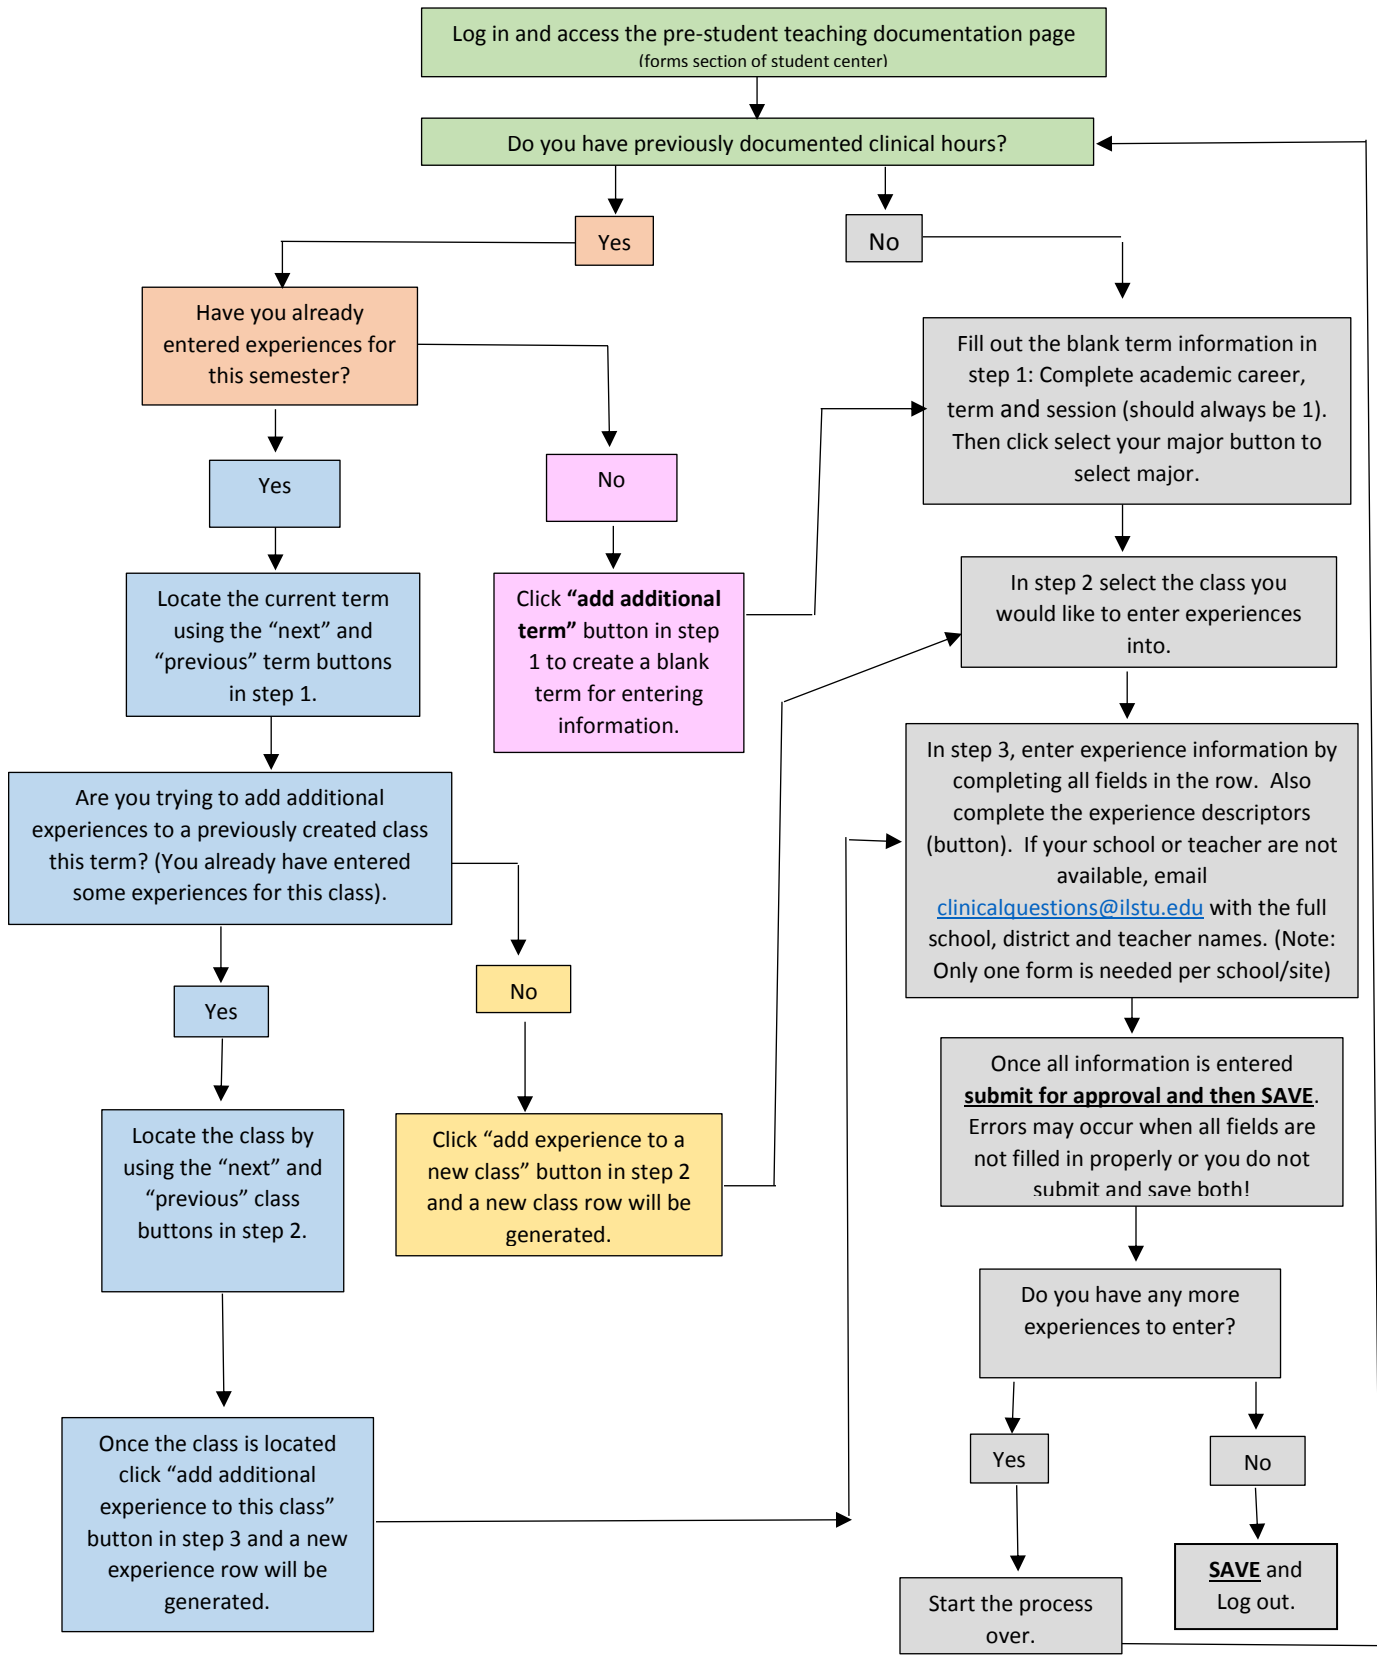 Log in and access the pre-student teaching documentation page
(forms section of student center)
Do you have previously documented clinical hours?
Yes
No
Have you already
entered experiences for
this semester?
Fill out the blank term information in
step 1: Complete academic career,
term and session (should always be 1).
Then click select your major button to
select major.
Yes
No
Locate the current term
using the “next” and
“previous” term buttons
in step 1.
Click “add additional
term” button in step
1 to create a blank
term for entering
information.
In step 2 select the class you
would like to enter experiences
into.
Are you trying to add additional
experiences to a previously created class
this term? (You already have entered
some experiences for this class).
In step 3, enter experience information by
completing all fields in the row.  Also
complete the experience descriptors
(button).  If your school or teacher are not
available, email
clinicalquestions@ilstu.edu with the full
school, district and teacher names. (Note:
Only one form is needed per school/site)
Yes
No
Locate the class by
using the “next” and
“previous” class
buttons in step 2.
Click “add experience to a
new class” button in step 2
and a new class row will be
generated.
Once all information is entered
submit for approval and then SAVE.
Errors may occur when all fields are
not filled in properly or you do not
submit and save both!
Do you have any more
experiences to enter?
Once the class is located
click “add additional
experience to this class”
button in step 3 and a new
experience row will be
generated.
Yes
No
Start the process
over.
SAVE and
Log out.